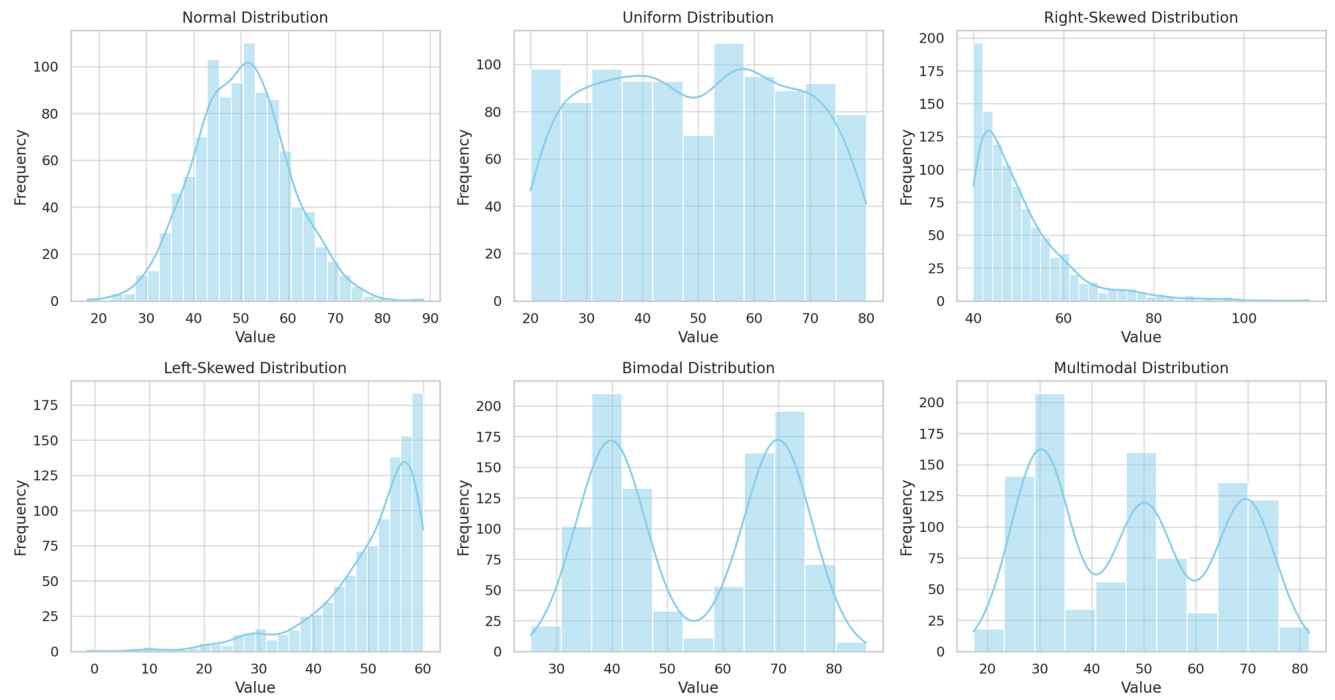 Normal Distribution
Frequency
100
80
60
40
20
0
20 30 40 50 60 70 80 90
Value
Uniform Distribution
Frequency
100
80
60
40
20
0
20 30 40 50 60 70 80
Value
Right-Skewed Distribution
Frequency
200
175
150
125
100
75
50
25
0
40 60 80 100
Value
Left-Skewed Distribution
Frequency
175
150
125
100
75
50
25
0
0 10 20 30 40 50 60
Value
Bimodal Distribution
Frequency
200
175
150
125
100
75
50
25
0
30 40 50 60 70 80
Value
Multimodal Distribution
Frequency
200
175
150
125
100
75
50
25
0
20 30 40 50 60 70 80
Value